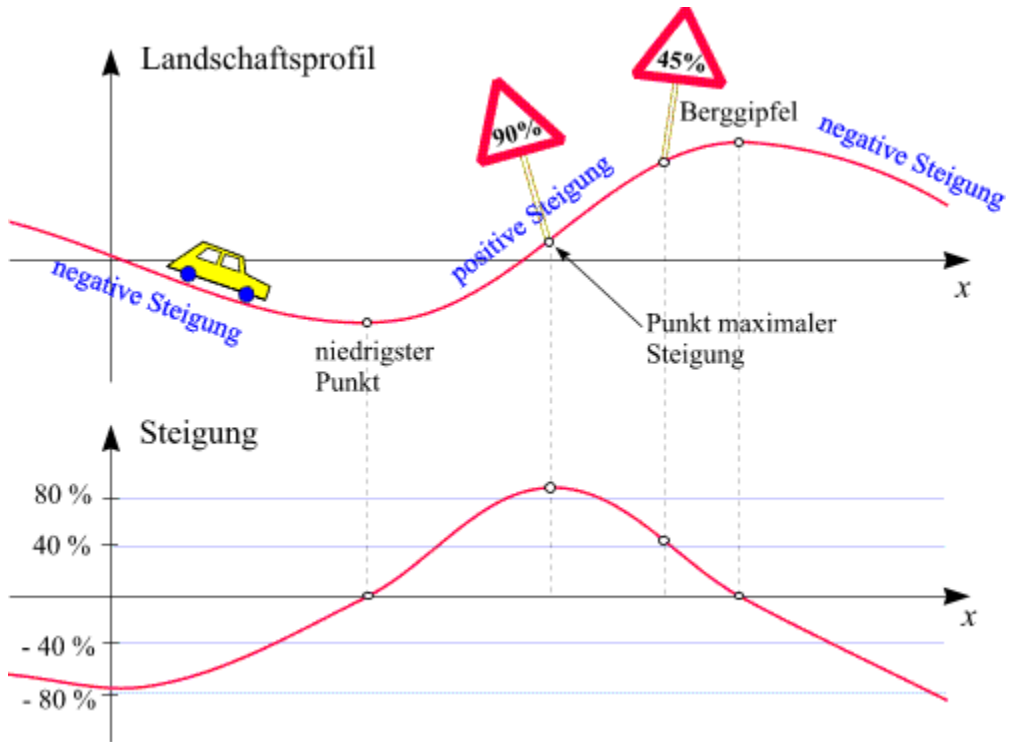 Landschaftsprofil
90%
45%
Berggipfel
negative Steigung
positive Steigung
negative Steigung
x
niedrigster
Punkt
Punkt maximaler
Steigung
Steigung
80 %
40 %
x
- 40 %
- 80 %